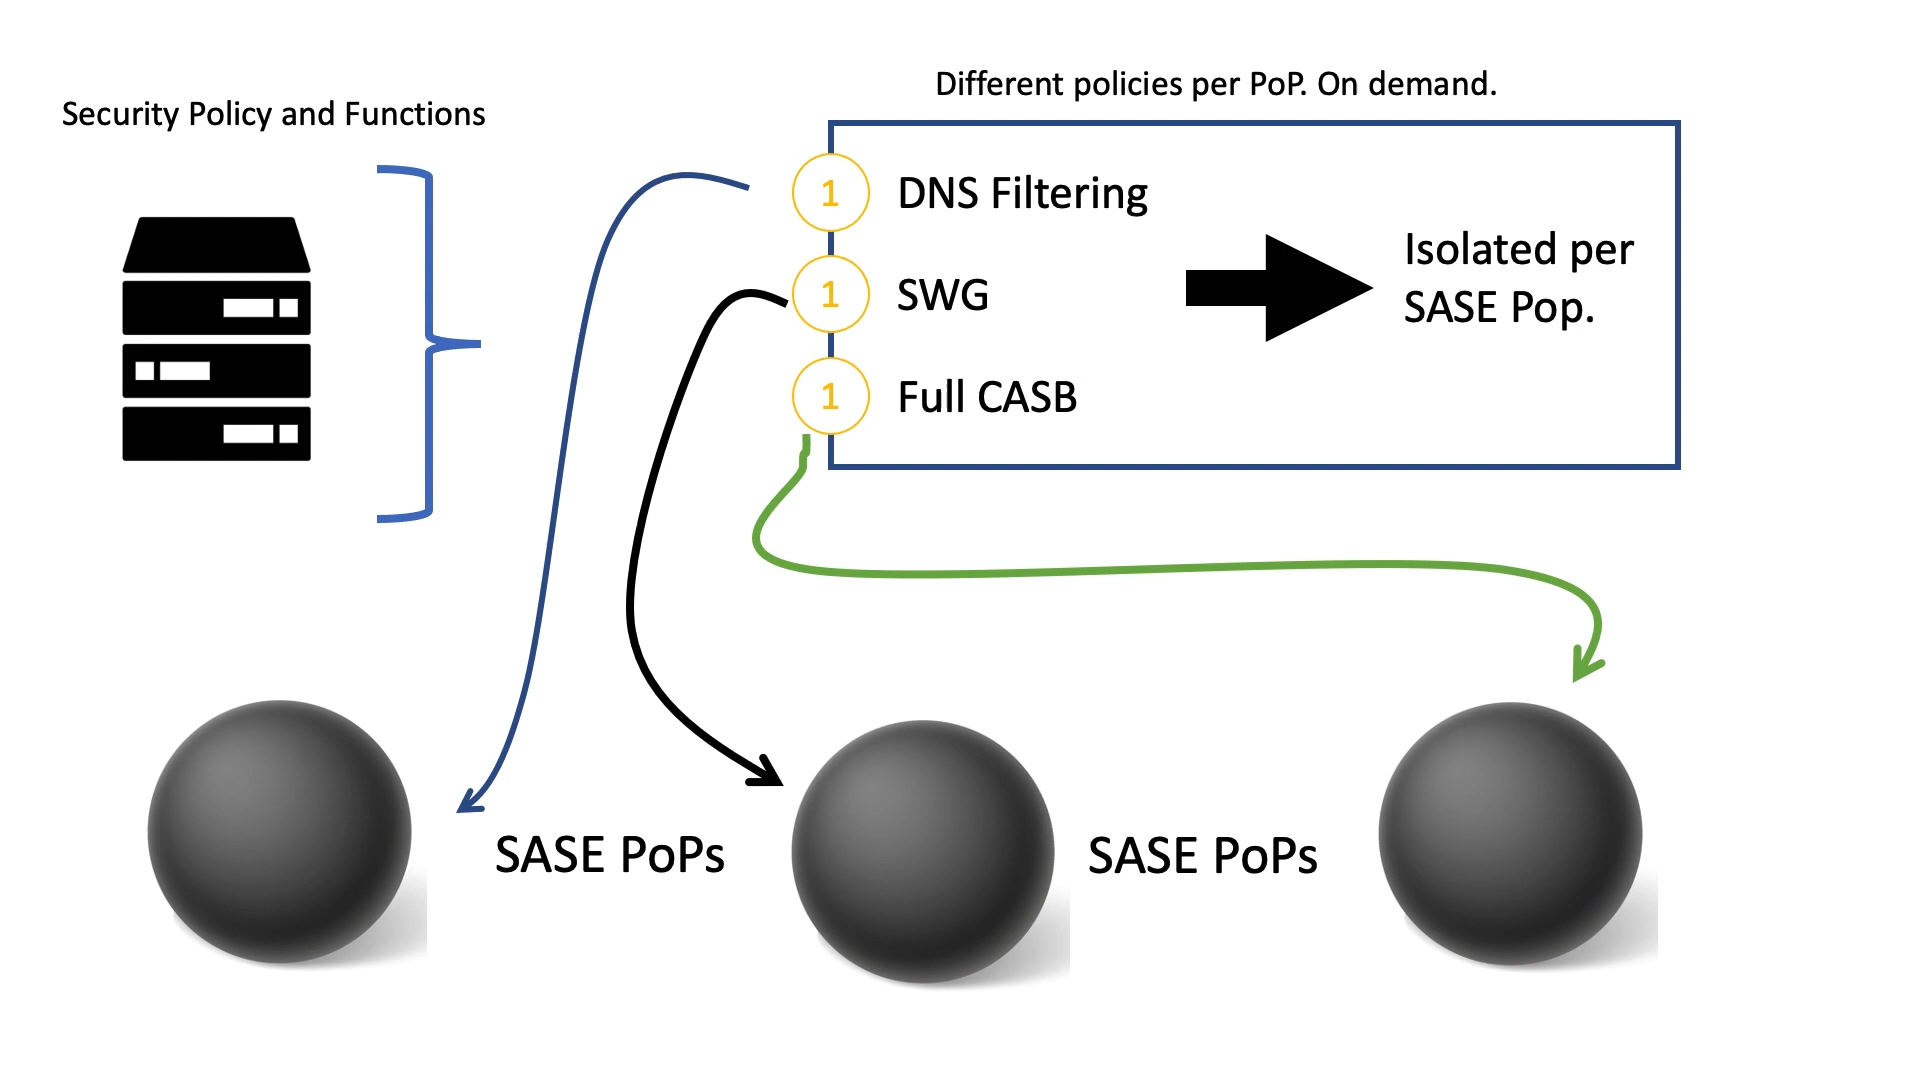 Security Policy and Functions
Different policies per PoP. On demand.
1 DNS Filtering
1 SWG
1 Full CASB
Isolated per
SASE Pop.
SASE PoPs
SASE PoPs